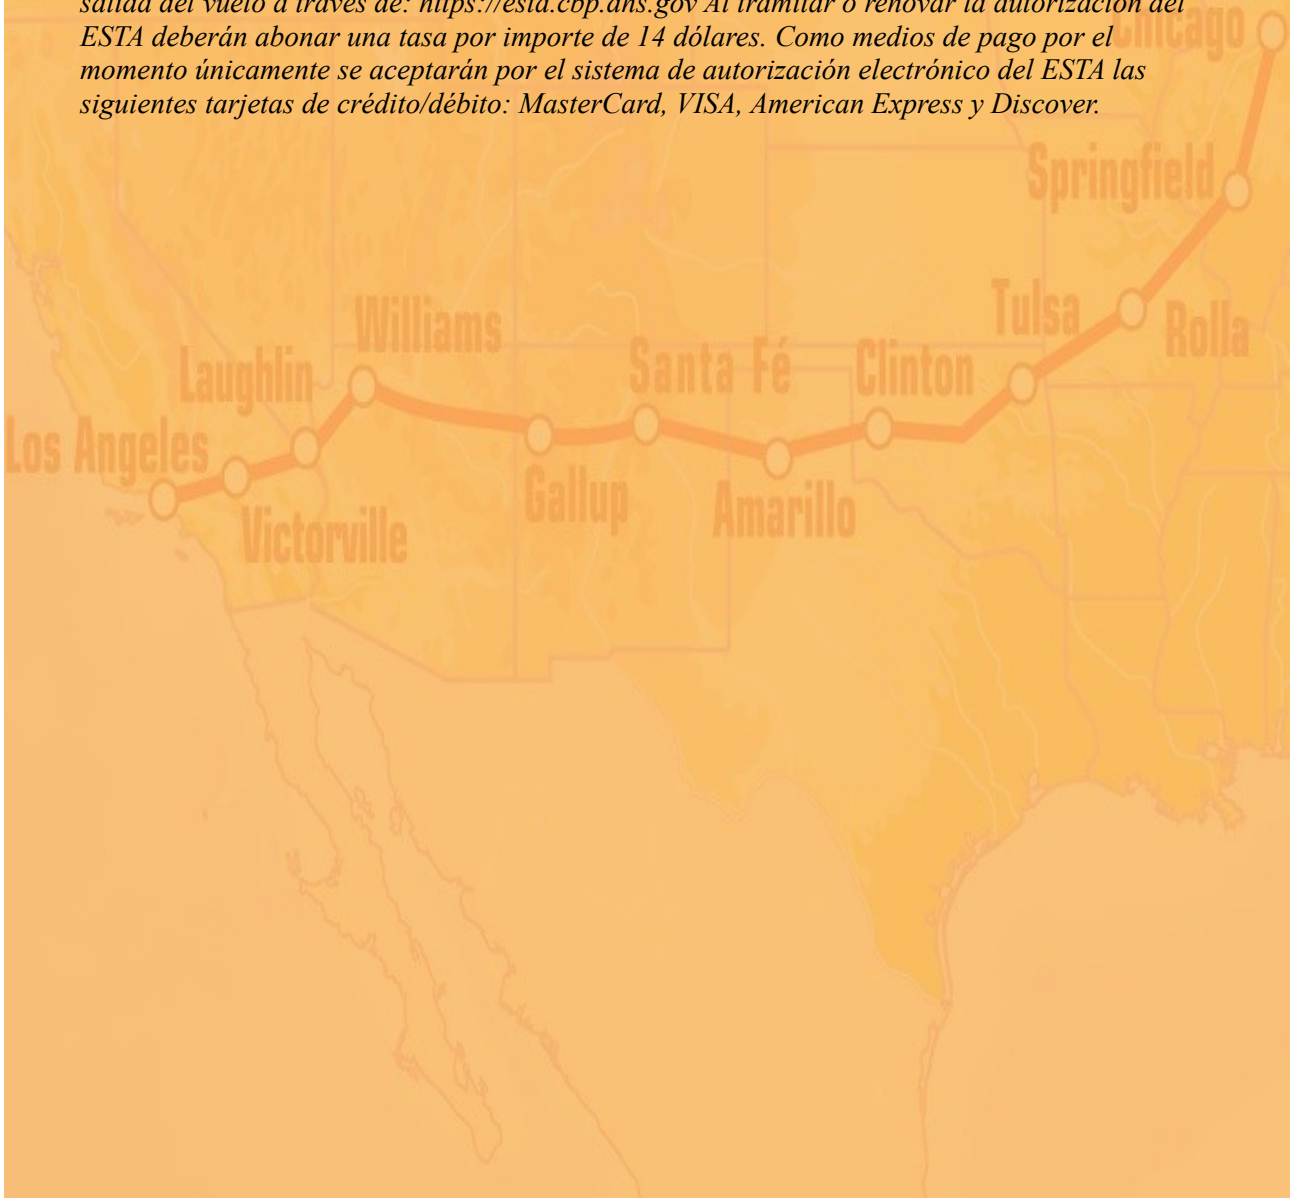 salida del vuelo a través de: https://esta.cbp.dhs.gov Al tramitar o renovar la autorización del
ESTA deberán abonar una tasa por importe de 14 dólares. Como medios de pago por el
momento únicamente se aceptarán por el sistema de autorización electrónico del ESTA las
siguientes tarjetas de crédito/débito: MasterCard, VISA, American Express y Discover.
Chicago
Springfield
Tulsa
Rolla
Williams
Santa Fé
Clinton
Laughlin
Los Angeles
Gallup
Amarillo
Victorville